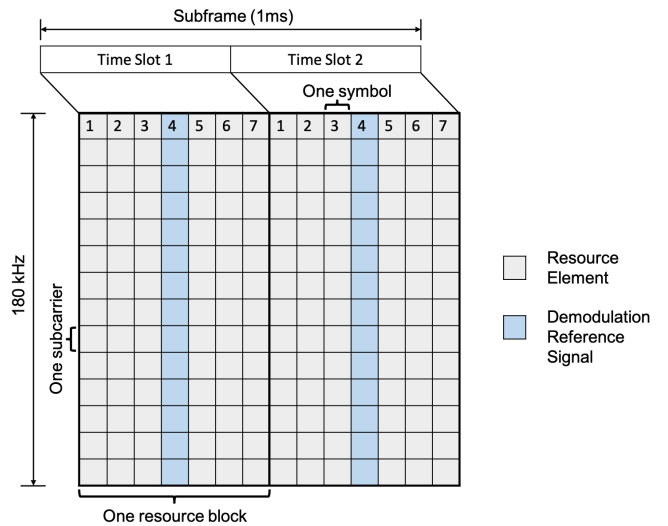 Subframe (1ms)
Time Slot 1
Time Slot 2
One symbol
1 2 3 4 5 6 7 1 2 3 4 5 6 7
180 kHz
One subcarrier
Resource
Element
Demodulation
Reference
Signal
One resource block